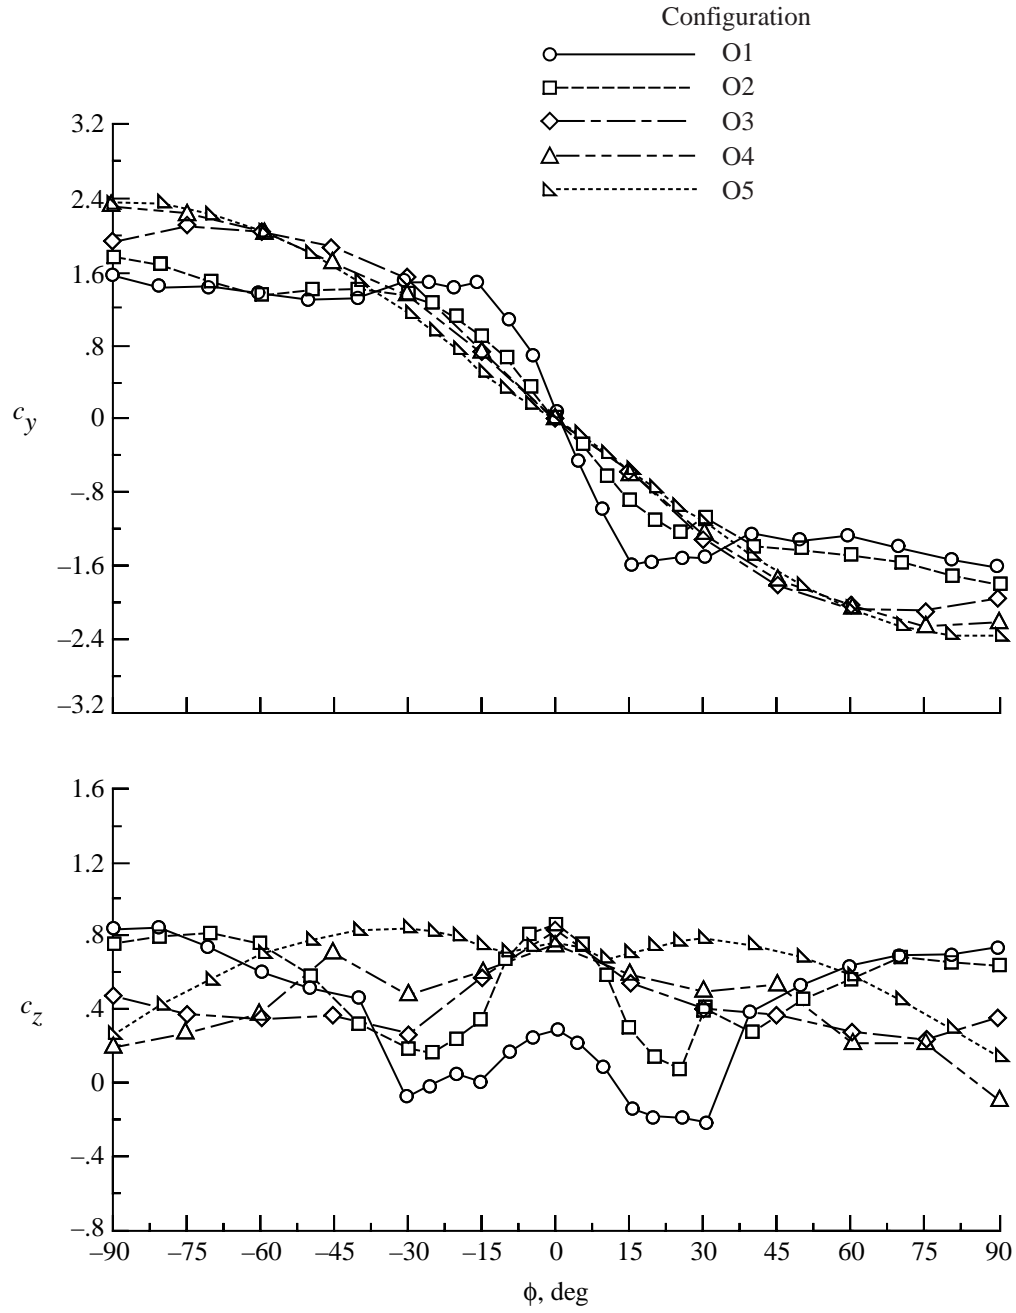 Configuration
O1
O2
O3
O4
O5
3.2
2.4
1.6
.8
0
–.8
–1.6
–2.4
–3.2
c_y
1.6
1.2
.8
.4
0
–.4
–.8
c_z
–90 –75 –60 –45 –30 –15 0 15 30 45 60 75 90
ϕ, deg